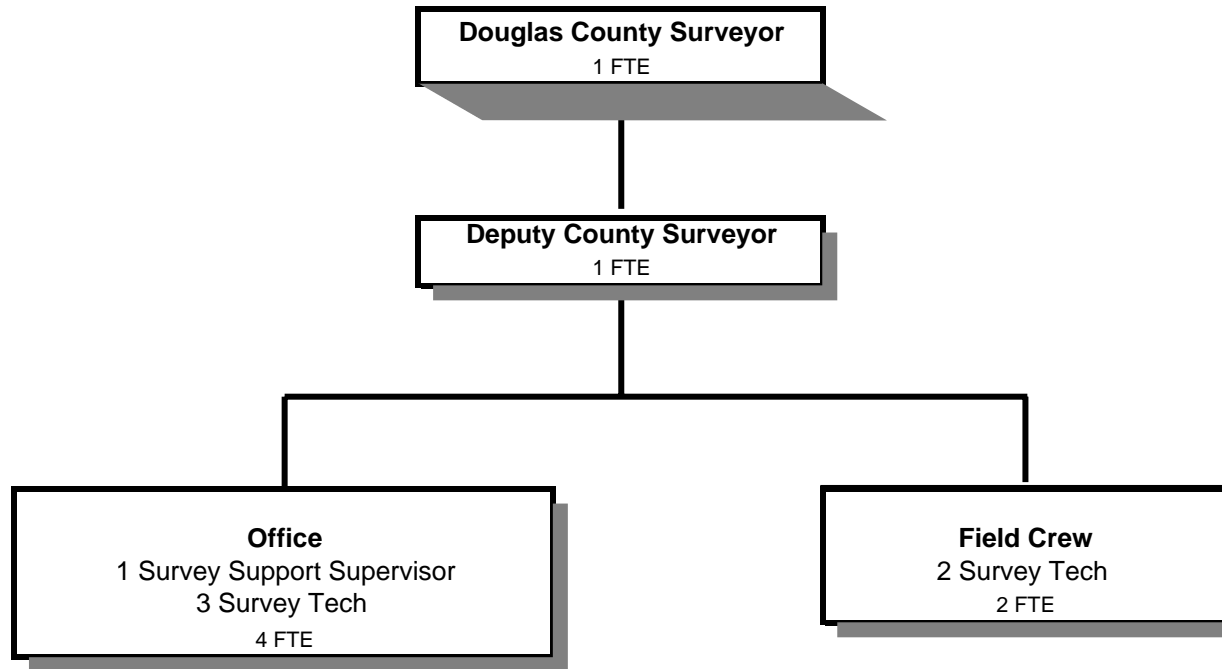 Douglas County Surveyor
1 FTE
Deputy County Surveyor
1 FTE
Office
1 Survey Support Supervisor
3 Survey Tech
4 FTE
Field Crew
2 Survey Tech
2 FTE